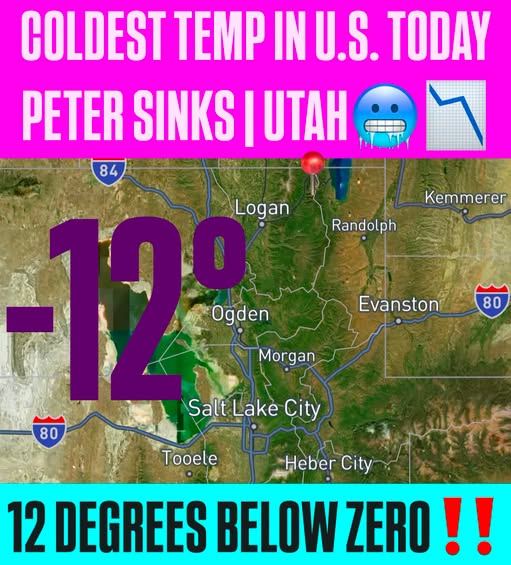 COLDEST TEMP IN U.S. TODAY
PETER SINKS | UTAH🥶📉
84
Kemmerer
Logan
Randolph
-12°
Evanston
80
Ogden
Morgan
Salt Lake City
80
Tooele
Heber City
12 DEGREES BELOW ZERO‼️